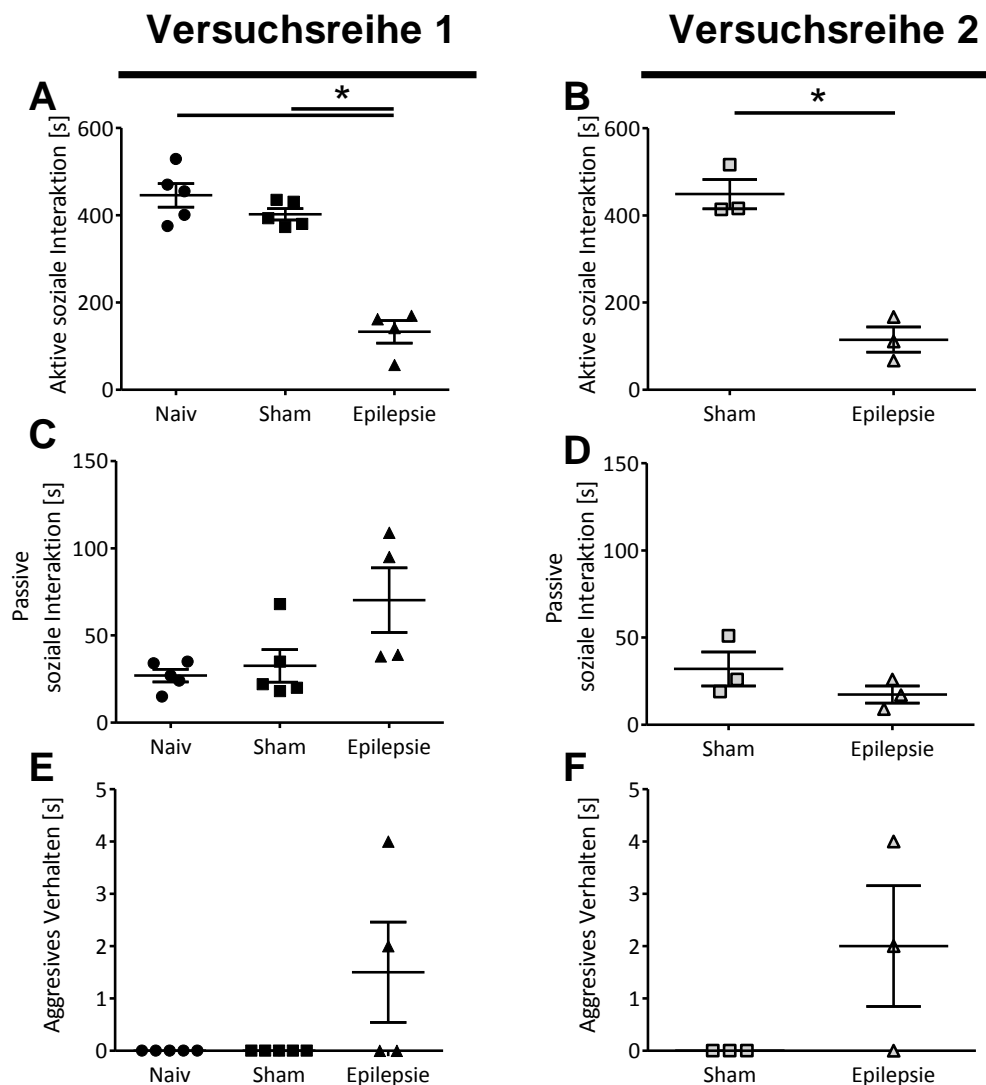 Versuchsreihe 1
Versuchsreihe 2
A
*
Aktive soziale Interaktion [s]
600
400
200
0
Naiv Sham Epilepsie
B
*
Aktive soziale Interaktion [s]
600
400
200
0
Sham Epilepsie
C
Passive
soziale Interaktion [s]
150
100
50
0
Naiv Sham Epilepsie
D
Passive
soziale Interaktion [s]
150
100
50
0
Sham Epilepsie
E
Aggresives Verhalten [s]
5
4
3
2
1
0
Naiv Sham Epilepsie
F
Aggresives Verhalten [s]
5
4
3
2
1
0
Sham Epilepsie